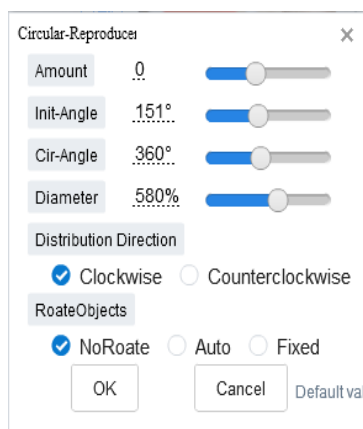 Circular-Reproducer
Amount 0
Init-Angle 151°
Cir-Angle 360°
Diameter 580%
Distribution Direction
Clockwise Counterclockwise
RoateObjects
NoRoate Auto Fixed
OK Cancel Default val